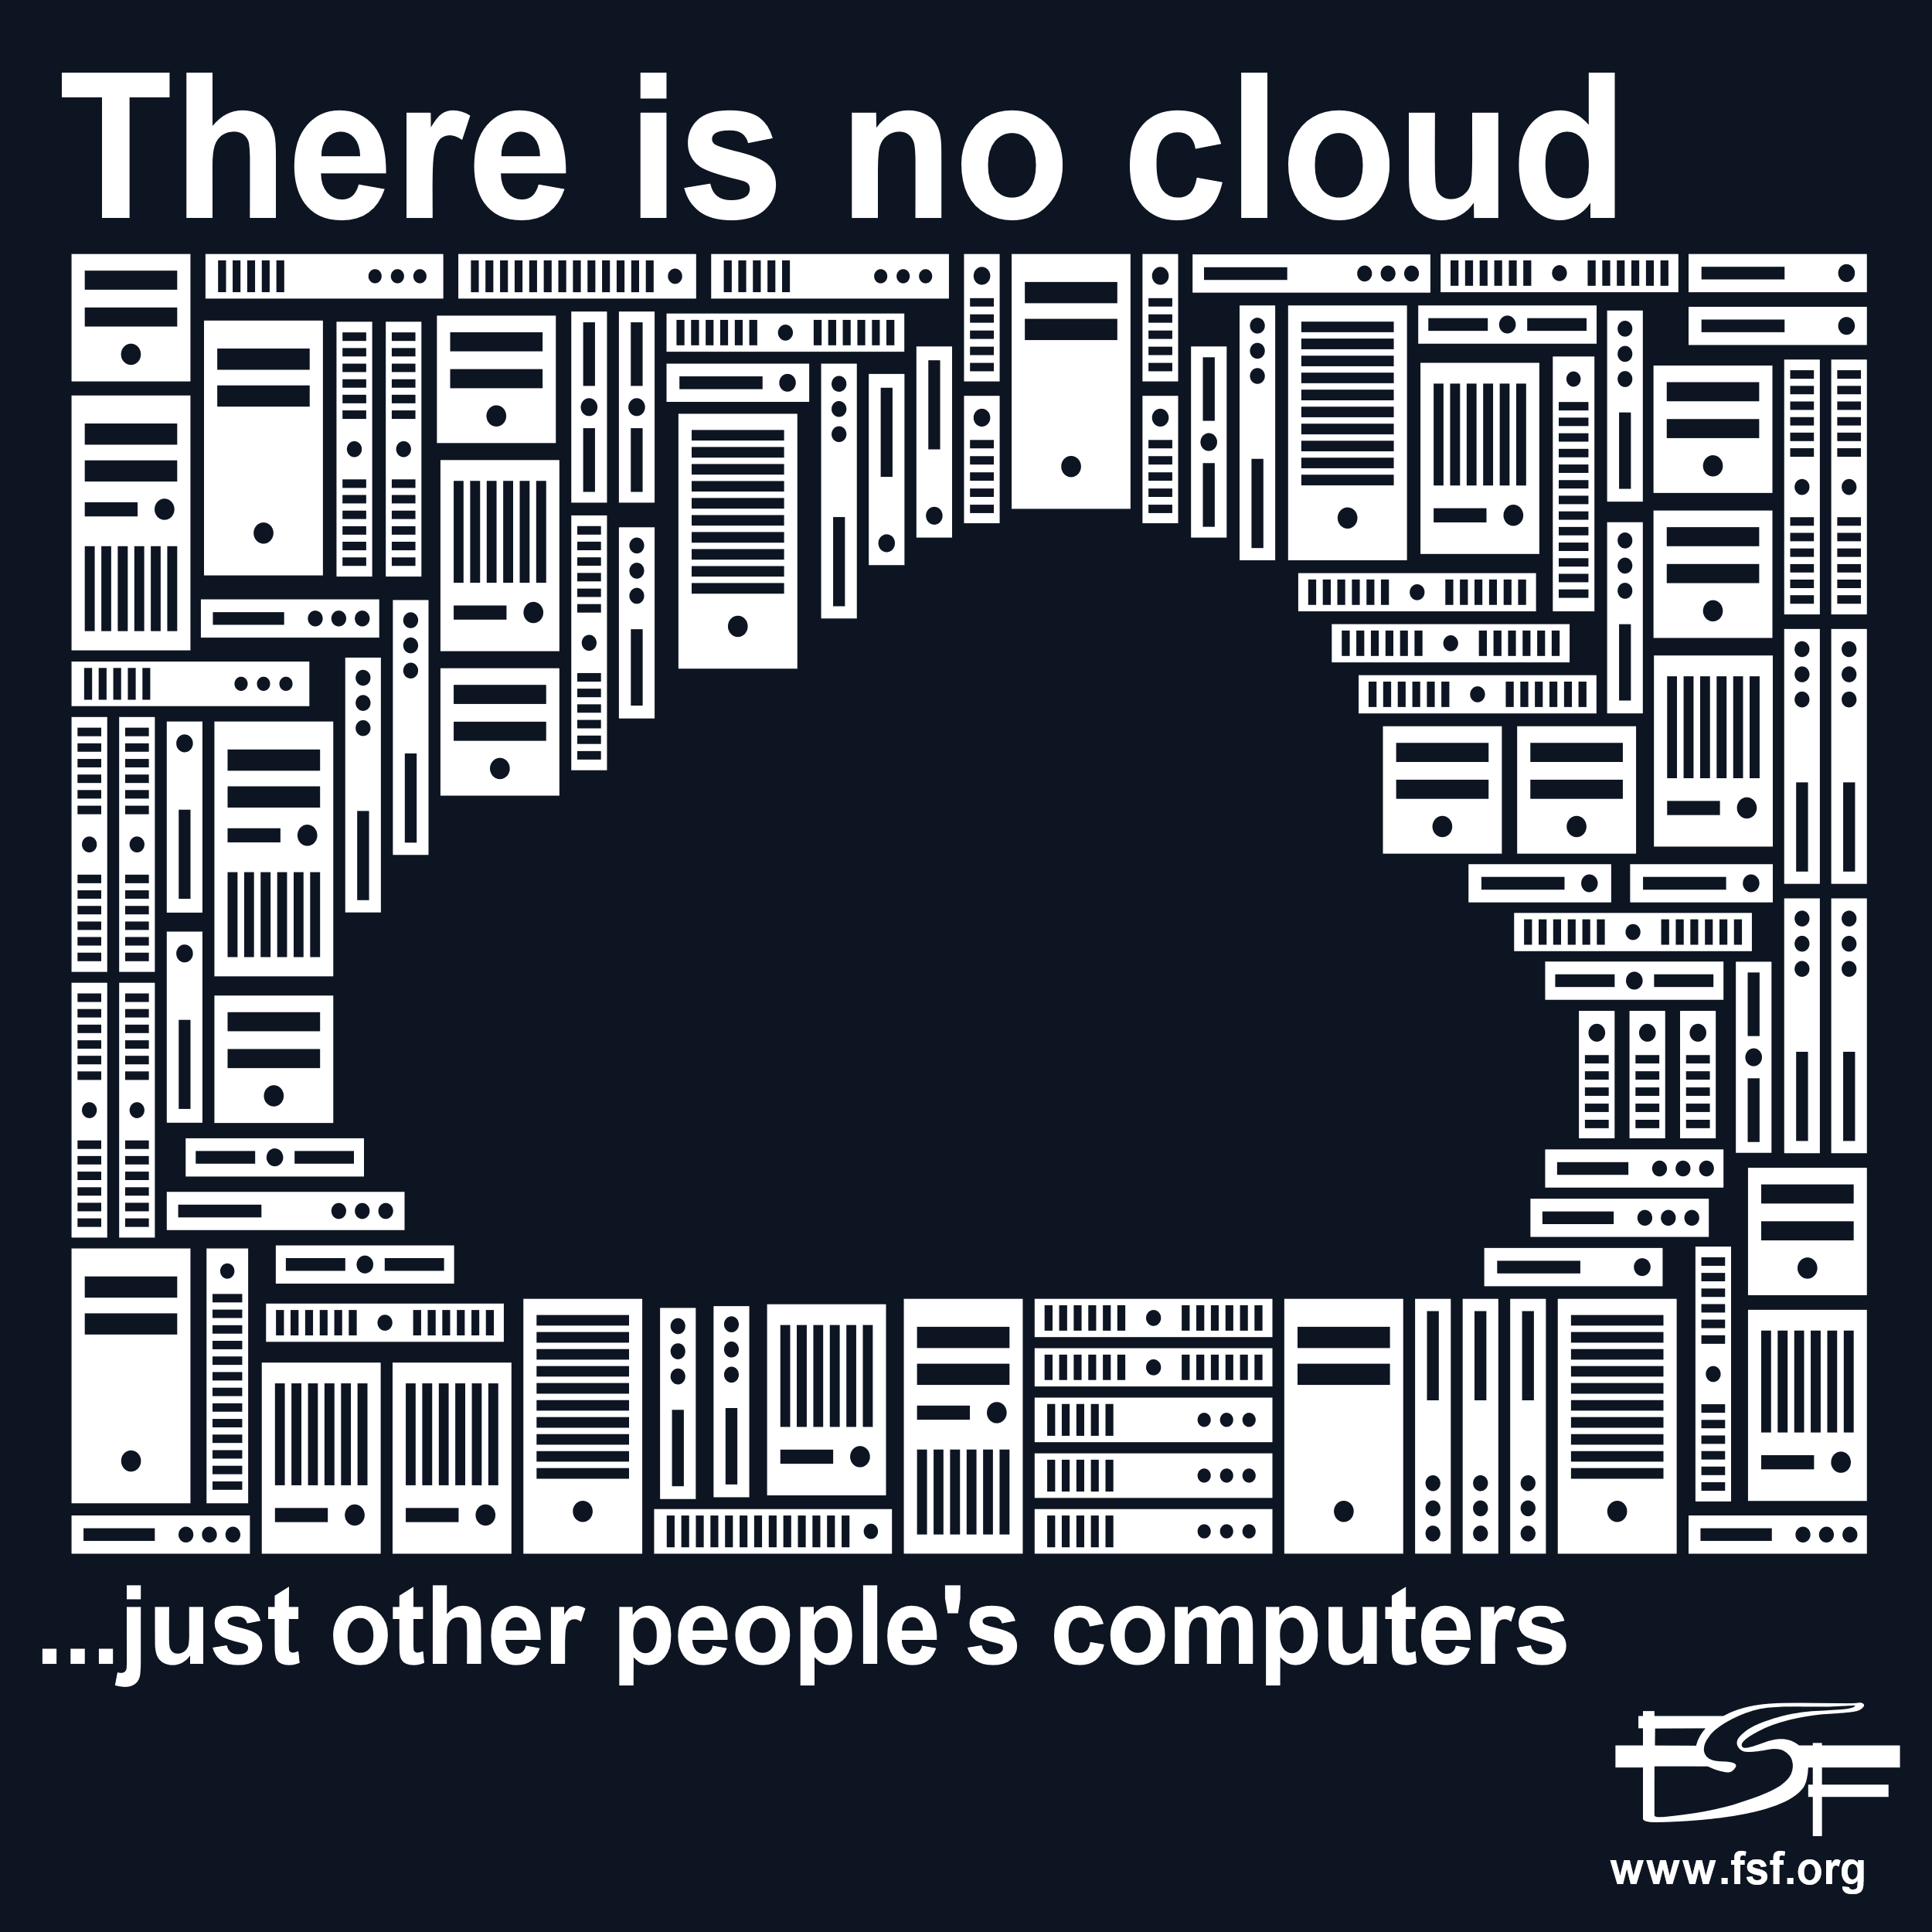 There is no cloud
...just other people's computers
FSF
www.fsf.org